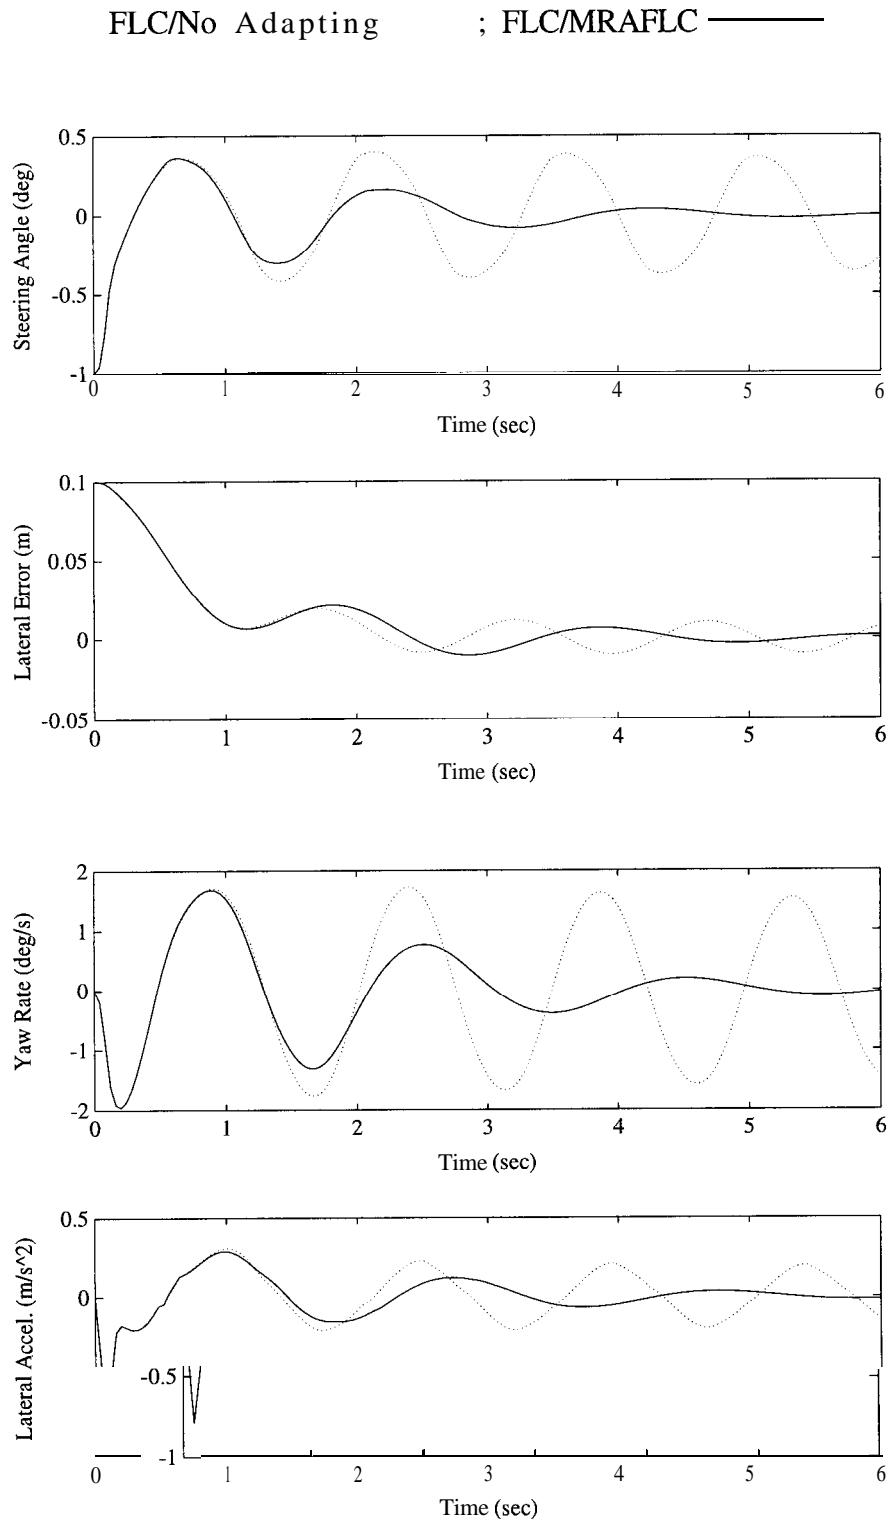 FLC/No Adapting ; FLC/MRAFLC
0.5
0
-0.5
-1
Steering Angle (deg)
0 1 2 3 4 5 6
Time (sec)
0.1
0.05
0
-0.05
Lateral Error (m)
0 1 2 3 4 5 6
Time (sec)
2
1
0
-1
-2
Yaw Rate (deg/s)
0 1 2 3 4 5 6
Time (sec)
0.5
0
-0.5
-1
Lateral Accel. (m/s^2)
0 1 2 3 4 5 6
Time (sec)